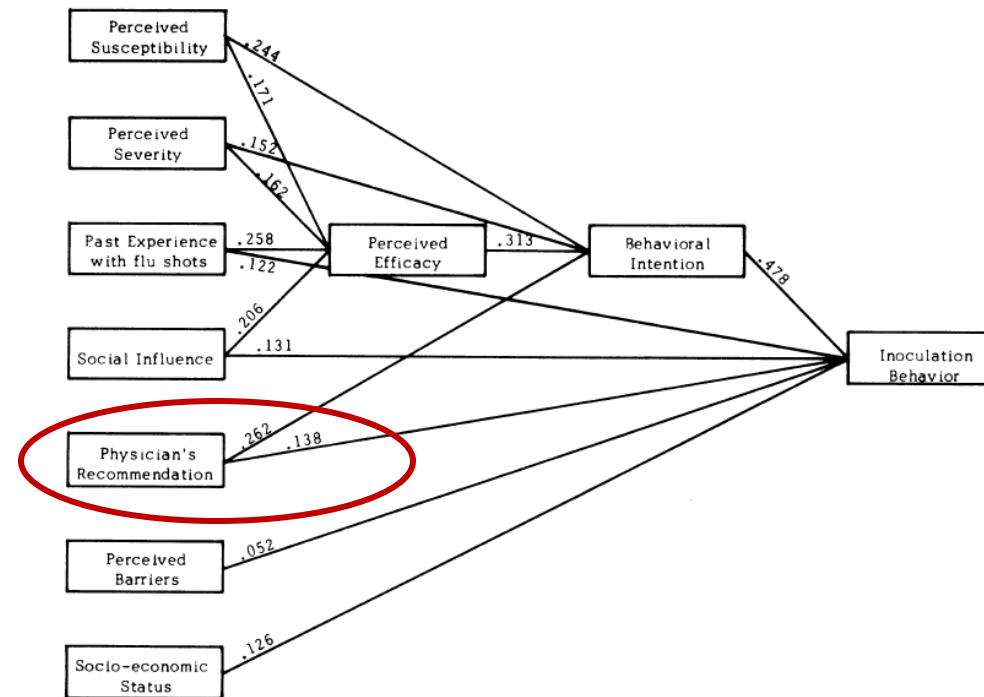 Perceived
Susceptibility
.244
.171
Perceived
Severity
.152
.162
Past Experience
with flu shots
.258
.122
Perceived
Efficacy
.313
Behavioral
Intention
.478
.206
Social Influence
.131
Inoculation
Behavior
Physician's
Recommendation
.262
.138
Perceived
Barriers
.052
Socio-economic
Status
.126